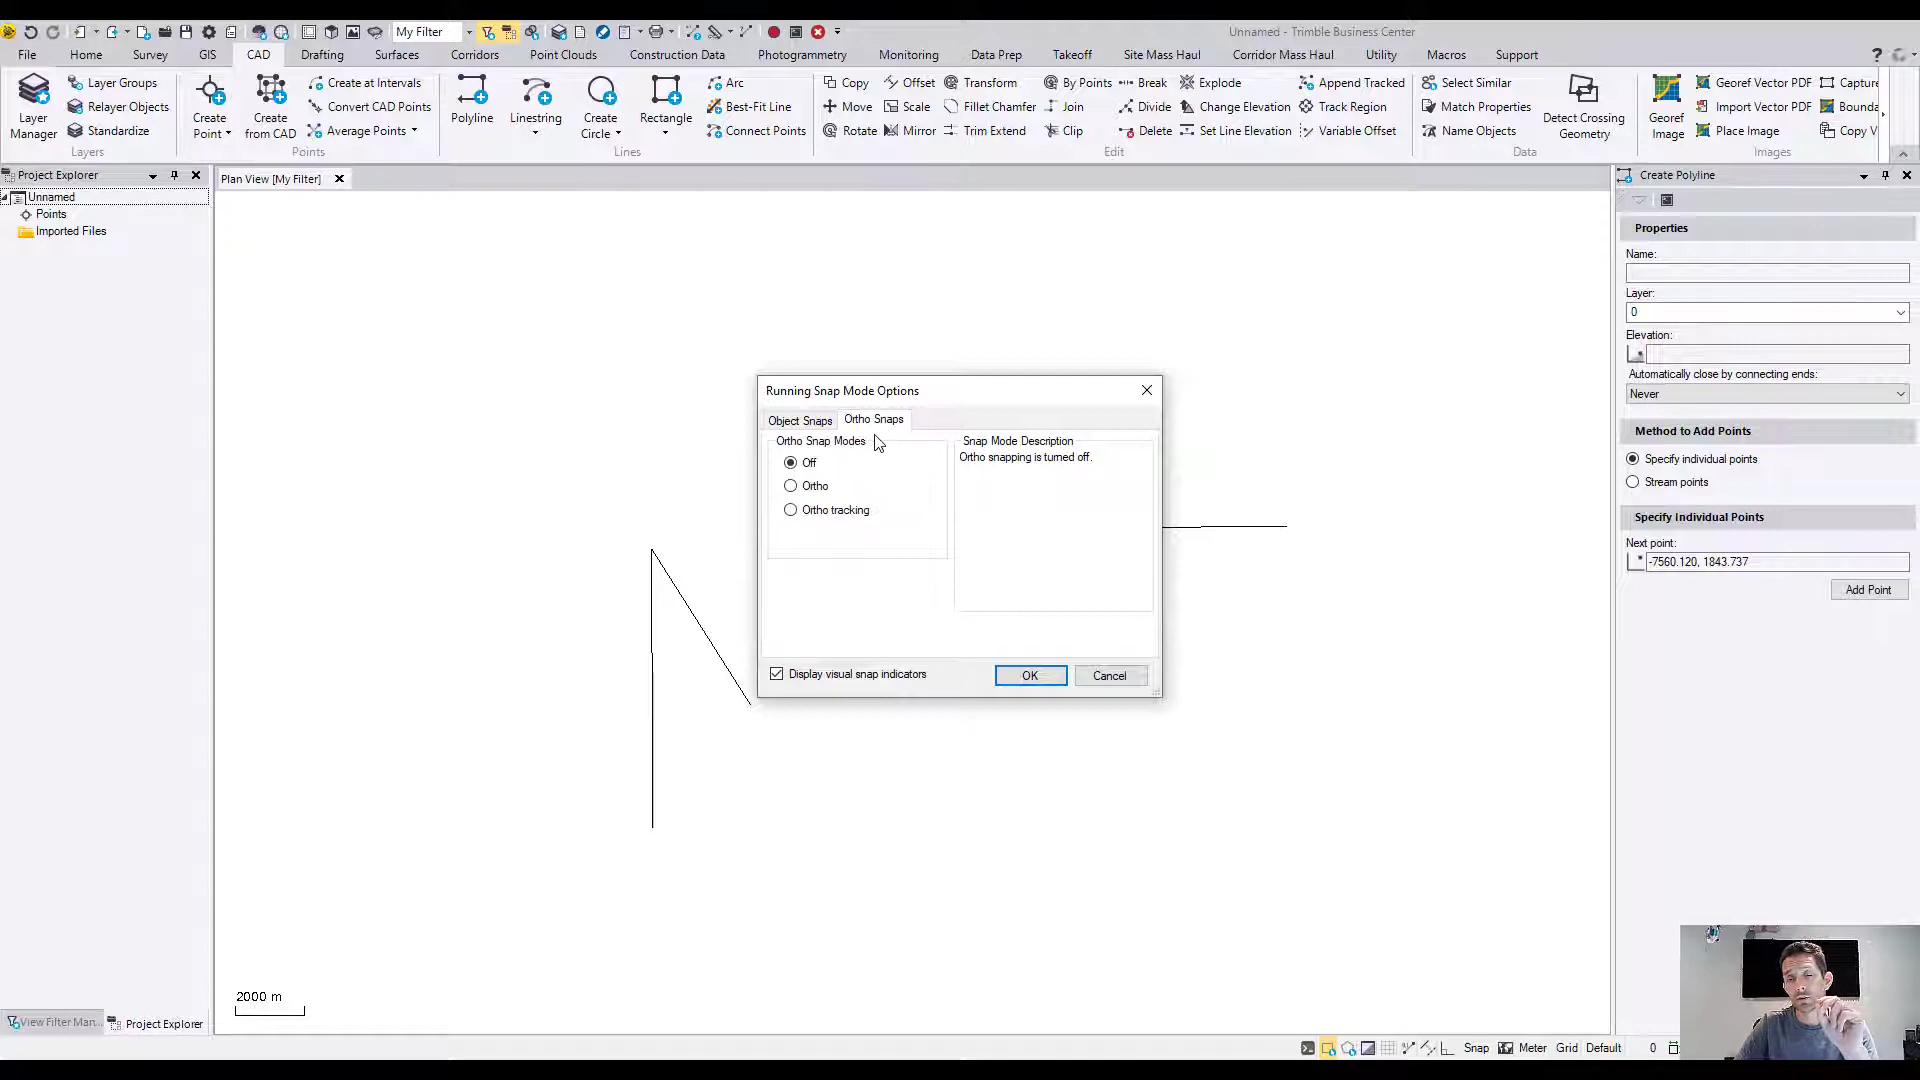 My Filter
Unnamed - Trimble Business Center
File Home Survey GIS CAD Drafting Surfaces Corridors Point Clouds Construction Data Photogrammetry Monitoring Data Prep Takeoff Site Mass Haul Corridor Mass Haul Utility Macros Support
Layer Manager
Layer Groups
Relayer Objects
Standardize
Layers
Create Point
Create from CAD
Create at Intervals
Convert CAD Points
Average Points
Points
Polyline
Linestring
Create Circle
Rectangle
Arc
Best-Fit Line
Connect Points
Lines
Copy Offset Transform By Points Break Explode Append Tracked
Move Scale Fillet Chamfer Join Divide Change Elevation Track Region
Rotate Mirror Trim Extend Clip Delete Set Line Elevation Variable Offset
Edit
Select Similar
Match Properties
Name Objects
Detect Crossing Geometry
Data
Georef Image
Georef Vector PDF Capture
Import Vector PDF Bounda
Place Image Copy V
Images
Project Explorer
Unnamed
Points
Imported Files
Plan View [My Filter]
Running Snap Mode Options
Object Snaps Ortho Snaps
Ortho Snap Modes
Off
Ortho
Ortho tracking
Snap Mode Description
Ortho snapping is turned off.
Display visual snap indicators
OK Cancel
Create Polyline
Properties
Name:
Layer:
0
Elevation:
Automatically close by connecting ends:
Never
Method to Add Points
Specify individual points
Stream points
Specify Individual Points
Next point:
-7560.120, 1843.737
Add Point
2000 m
View Filter Man... Project Explorer
Snap Meter Grid Default 0